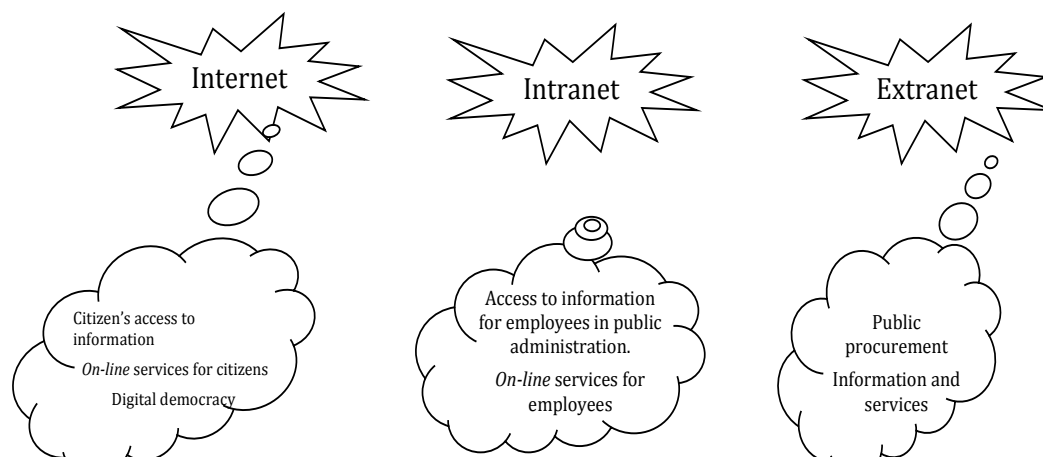 Internet
Intranet
Extranet
Citizen's access to
information
On-line services for citizens
Digital democracy
Access to information
for employees in public
administration.
On-line services for
employees
Public
procurement
Information and
services